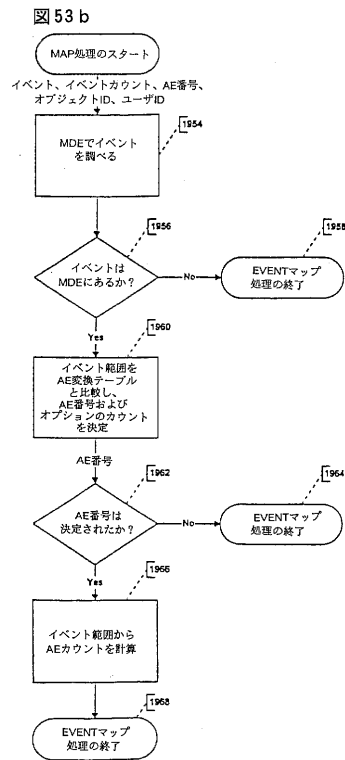 図53b
MAP処理のスタート
イベント、イベントカウント、AE番号、
オブジェクトID、ユーザID
1954
MDEでイベント
を調べる
1956
イベントは
MDEにあるか？
No
1958
EVENTマップ
処理の終了
Yes
1960
イベント範囲を
AE変換テーブル
と比較し、
AE番号および
オプションのカウント
を決定
AE番号
1962
AE番号は
決定されたか？
No
1964
EVENTマップ
処理の終了
Yes
1966
イベント範囲から
AEカウントを計算
1968
EVENTマップ
処理の終了